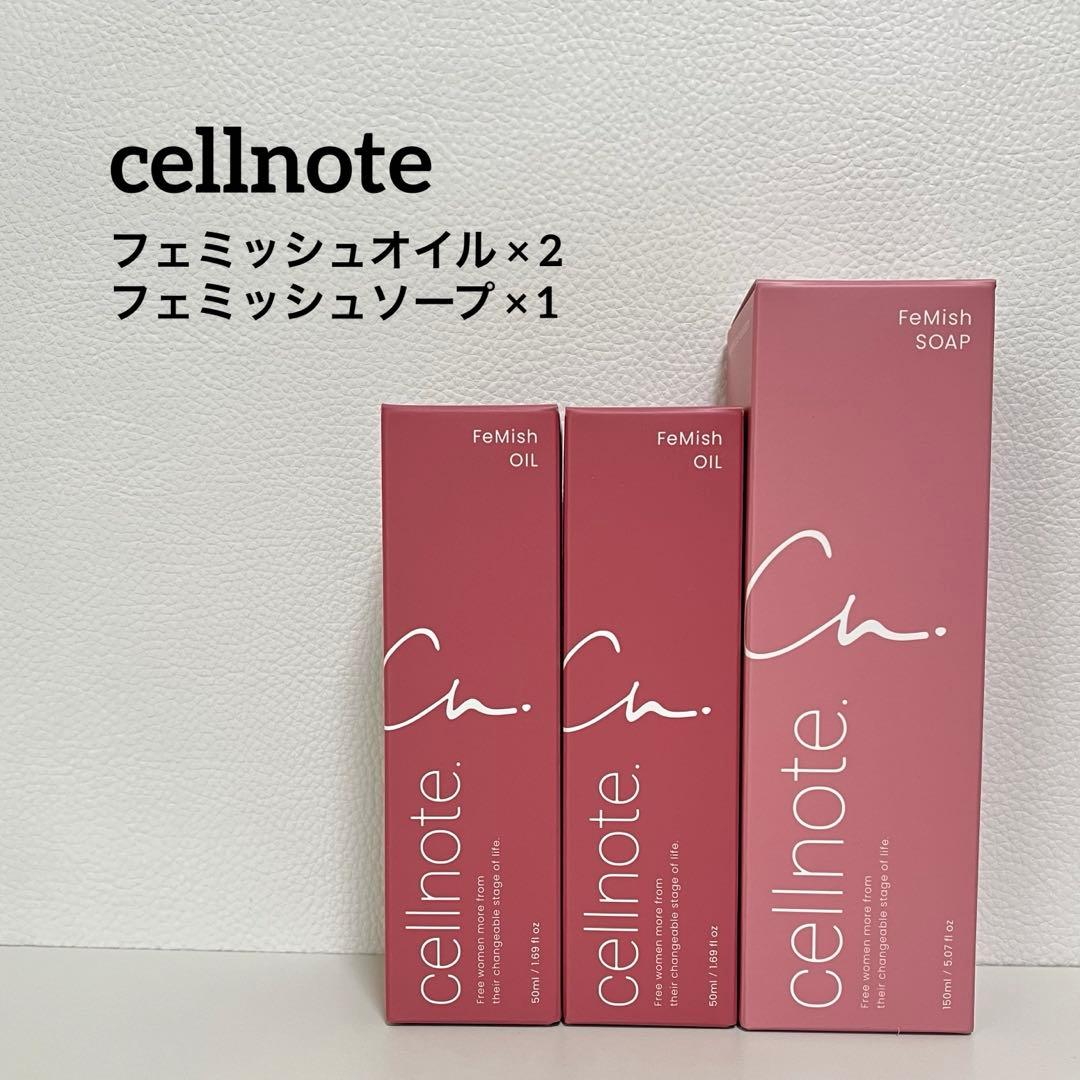 cellnote
フェミッシュオイル × 2
フェミッシュソープ × 1
FeMish
OIL
Cn.
cellnote.
Free women more from
their changeable stage of life.
50ml / 1.69 fl oz
FeMish
OIL
Cn.
cellnote.
Free women more from
their changeable stage of life.
50ml / 1.69 fl oz
FeMish
SOAP
Cn.
cellnote.
Free women more from
their changeable stage of life.
150ml / 5.07 fl oz